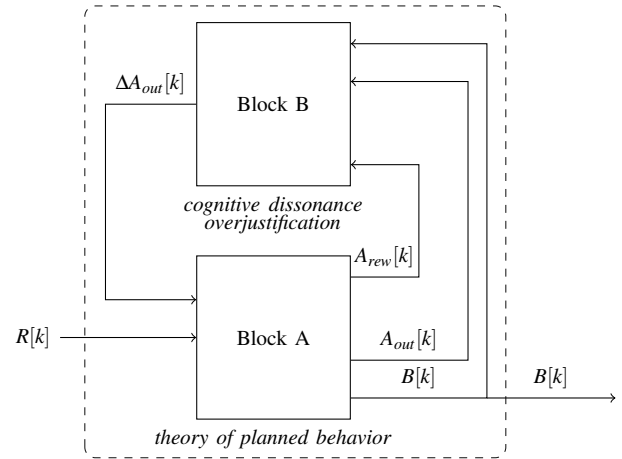 ΔA_out[k]
Block B
cognitive dissonance
overjustification
A_rew[k]
R[k]
Block A
A_out[k]
B[k]
B[k]
theory of planned behavior